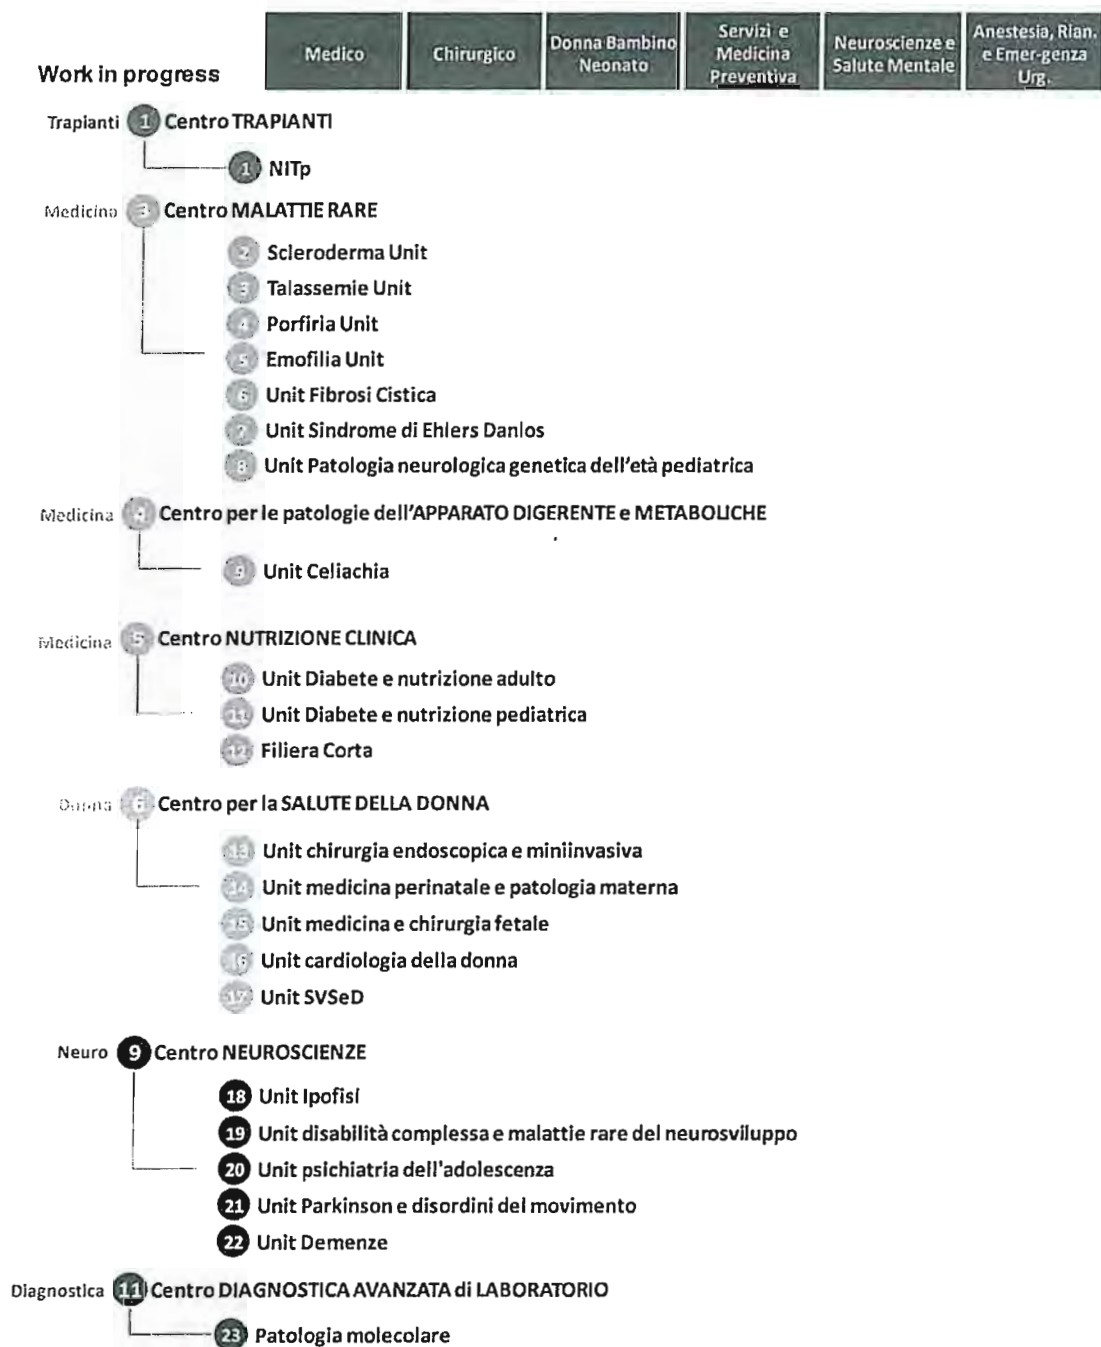 Work in progress
Medico
Chirurgico
Donna Bambino
Neonato
Servizi e
Medicina
Preventiva
Neuroscienze e
Salute Mentale
Anestesia, Rian.
e Emer-genza
Urg.
Trapianti 1 Centro TRAPIANTI
1 NITp
Medicina 3 Centro MALATTIE RARE
2 Scleroderma Unit
3 Talassemie Unit
4 Porfiria Unit
5 Emofilia Unit
6 Unit Fibrosi Cistica
7 Unit Sindrome di Ehlers Danlos
8 Unit Patologia neurologica genetica dell'età pediatrica
Medicina 4 Centro per le patologie dell'APPARATO DIGERENTE e METABOLICHE
9 Unit Celiachia
Medicina 5 Centro NUTRIZIONE CLINICA
10 Unit Diabete e nutrizione adulto
11 Unit Diabete e nutrizione pediatrica
12 Filiera Corta
Donna 6 Centro per la SALUTE DELLA DONNA
13 Unit chirurgia endoscopica e miniinvasiva
14 Unit medicina perinatale e patologia materna
15 Unit medicina e chirurgia fetale
16 Unit cardiologia della donna
17 Unit SVSeD
Neuro 9 Centro NEUROSCIENZE
18 Unit Ipofisi
19 Unit disabilità complessa e malattie rare del neurosviluppo
20 Unit psichiatria dell'adolescenza
21 Unit Parkinson e disordini del movimento
22 Unit Demenze
Diagnostica 11 Centro DIAGNOSTICA AVANZATA di LABORATORIO
23 Patologia molecolare